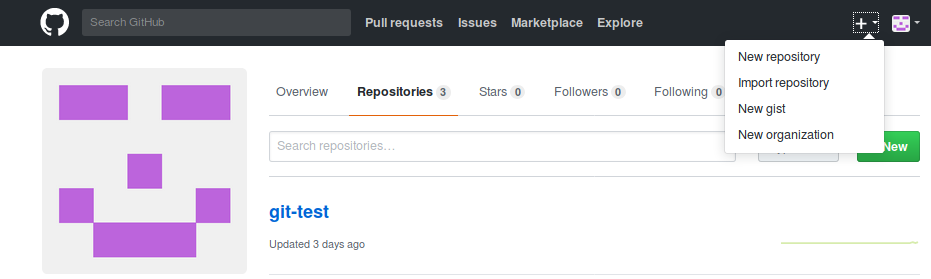 Search GitHub Pull requests Issues Marketplace Explore
New repository
Import repository
New gist
New organization
Overview Repositories 3 Stars 0 Followers 0 Following 0
Search repositories… New
git-test
Updated 3 days ago